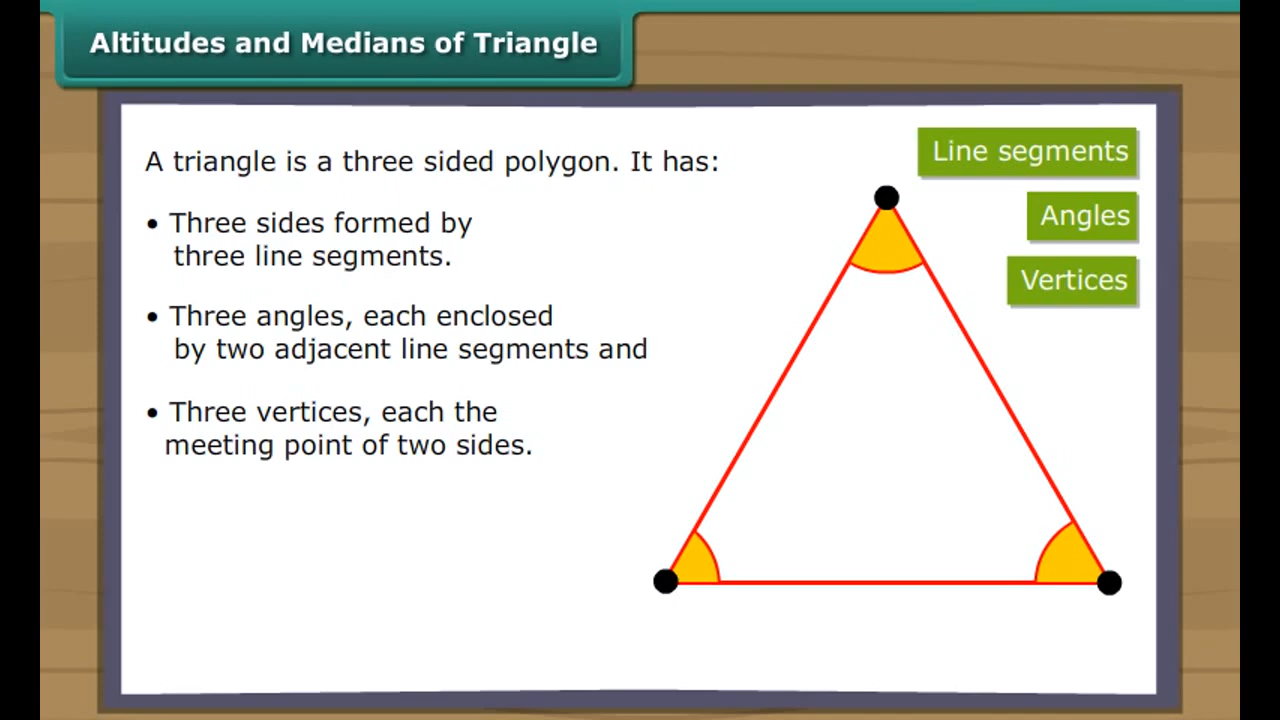 Altitudes and Medians of Triangle
A triangle is a three sided polygon. It has:
• Three sides formed by
three line segments.
• Three angles, each enclosed
by two adjacent line segments and
• Three vertices, each the
meeting point of two sides.
Line segments
Angles
Vertices